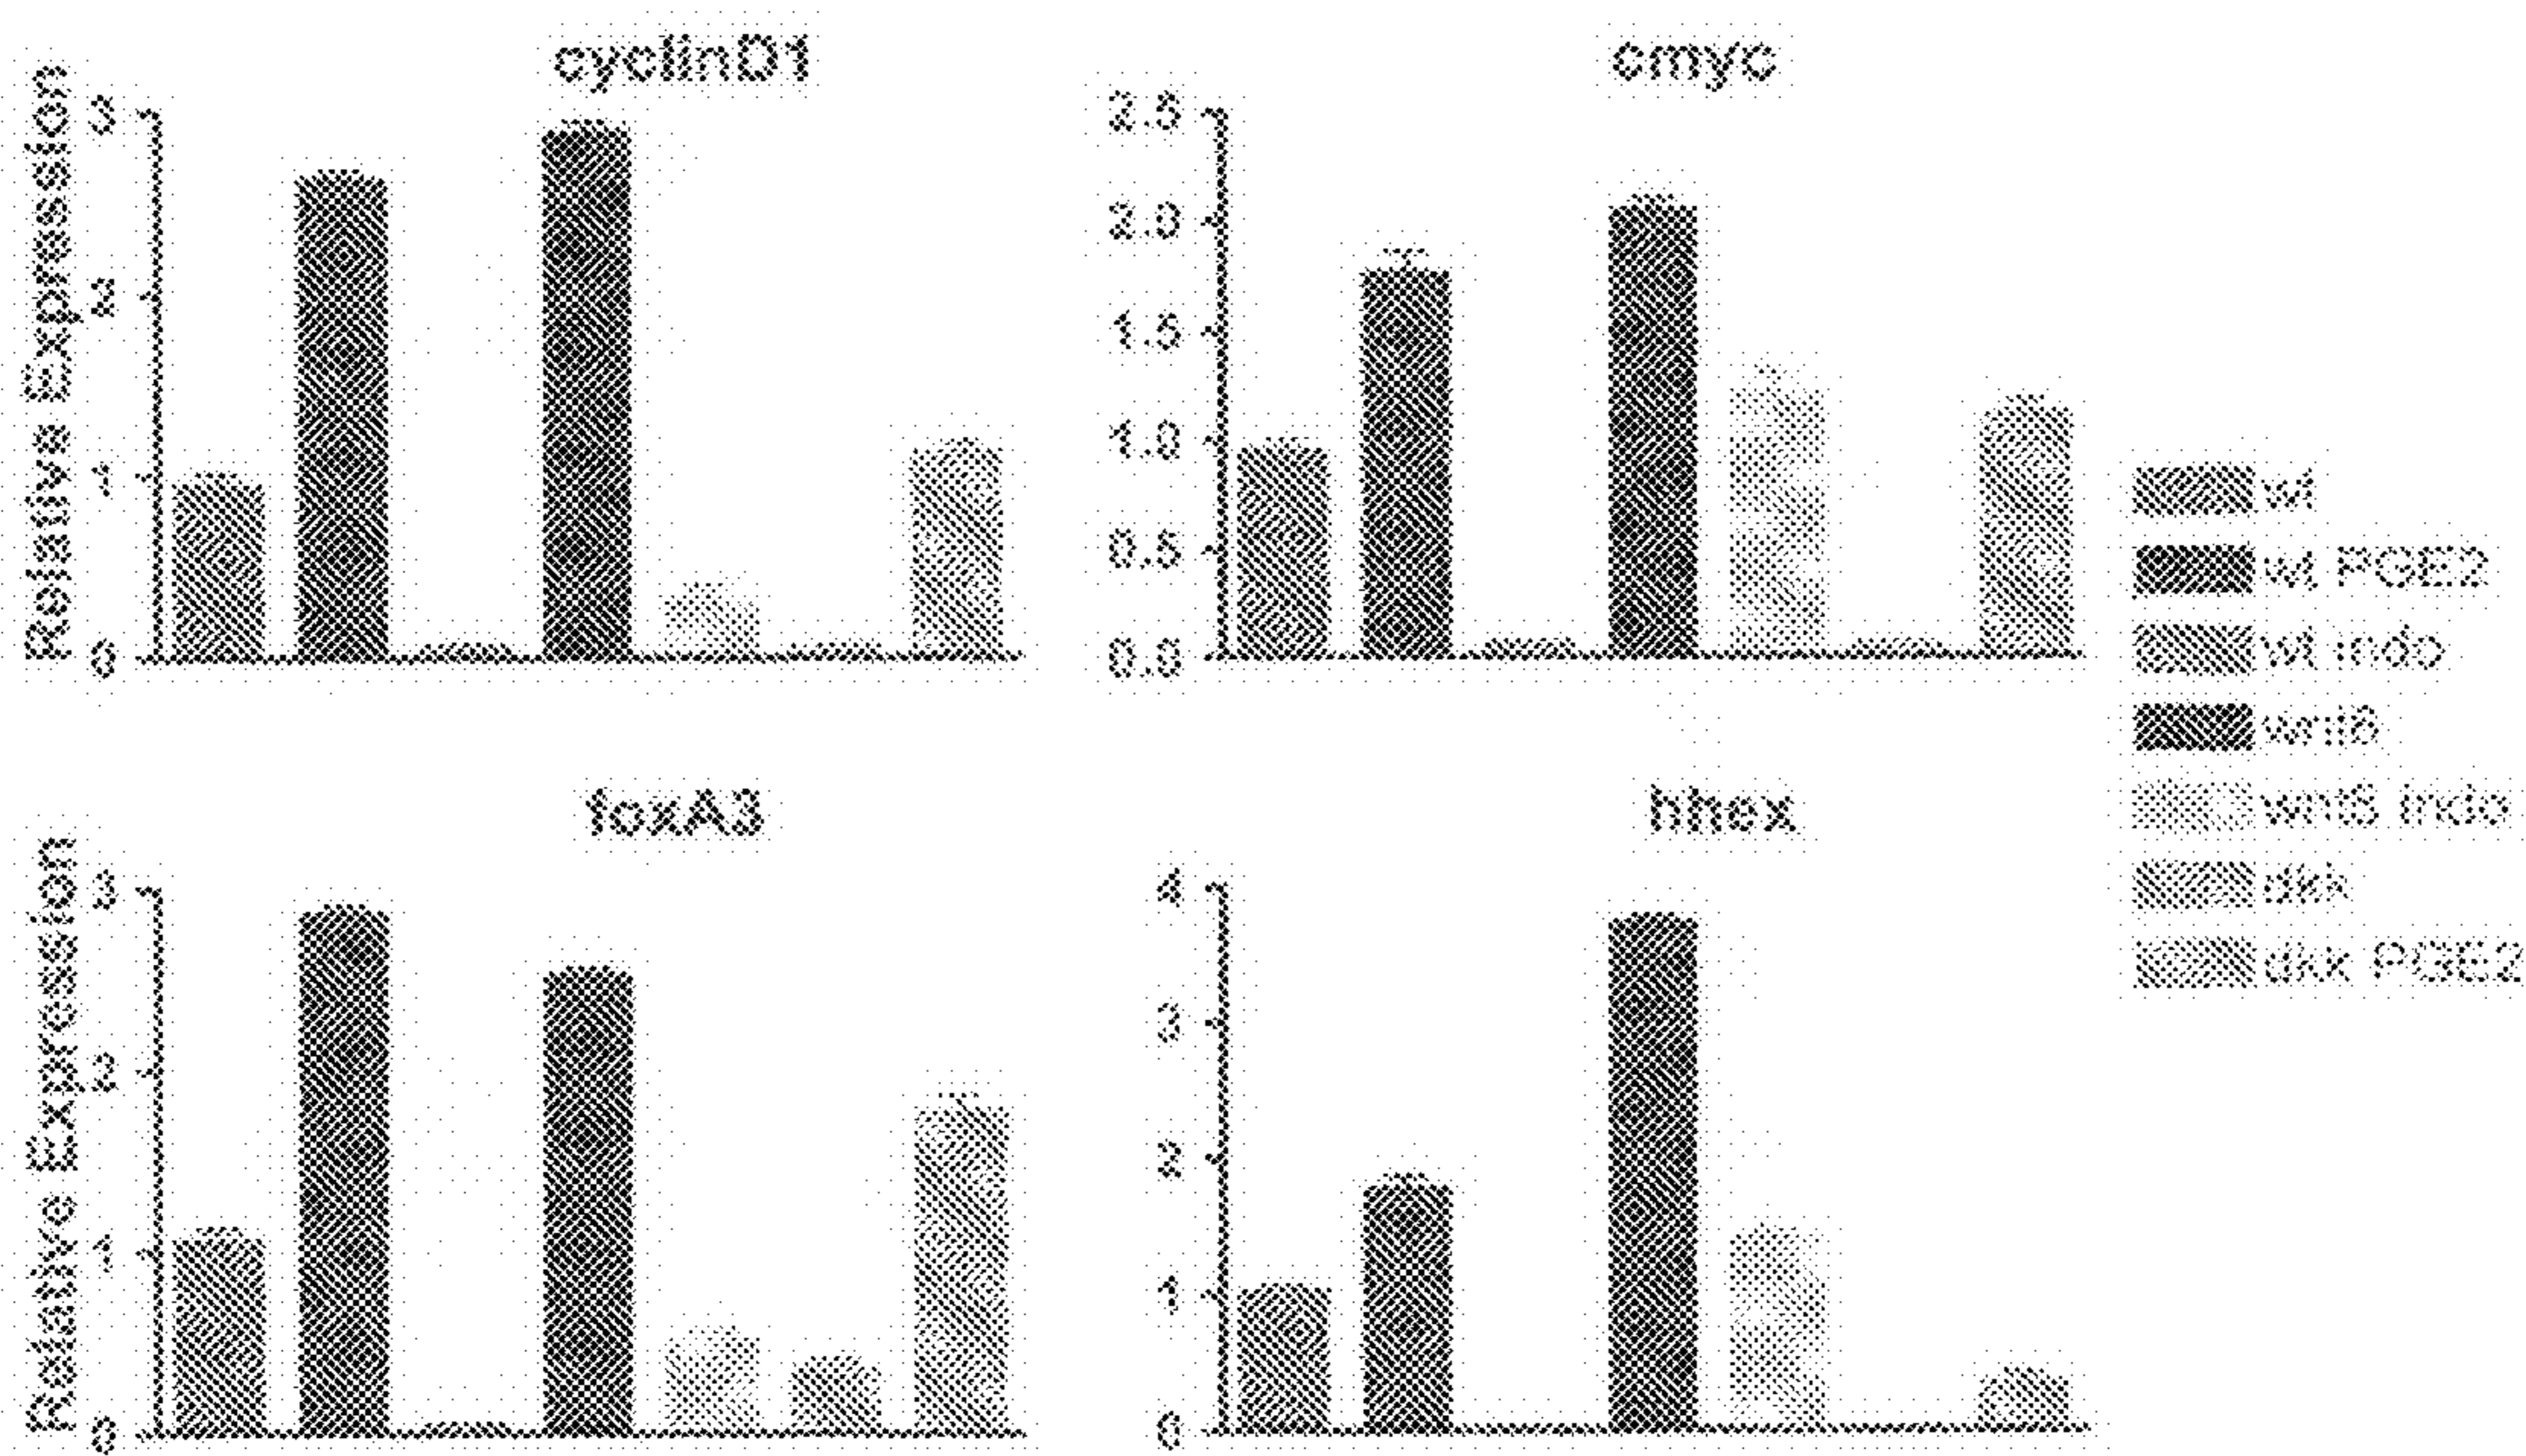 cyclinD1
Relative Expression
3
2
1
0
cmyc
2.5
2.0
1.5
1.0
0.5
0.0
foxA3
Relative Expression
3
2
1
0
hhex
4
3
2
1
0
wt
wt PGE2
wt indo
wnt8
wnt8 indo
dkk
dkk PGE2